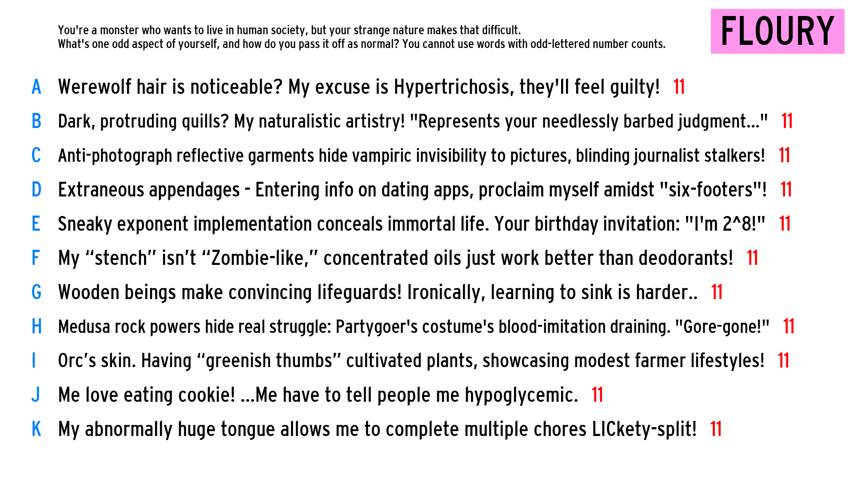 You're a monster who wants to live in human society, but your strange nature makes that difficult.
What's one odd aspect of yourself, and how do you pass it off as normal? You cannot use words with odd-lettered number counts.
FLOURY
A Werewolf hair is noticeable? My excuse is Hypertrichosis, they'll feel guilty! 11
B Dark, protruding quills? My naturalistic artistry! "Represents your needlessly barbed judgment..." 11
C Anti-photograph reflective garments hide vampiric invisibility to pictures, blinding journalist stalkers! 11
D Extraneous appendages - Entering info on dating apps, proclaim myself amidst "six-footers"! 11
E Sneaky exponent implementation conceals immortal life. Your birthday invitation: "I'm 2^8!" 11
F My “stench” isn’t “Zombie-like,” concentrated oils just work better than deodorants! 11
G Wooden beings make convincing lifeguards! Ironically, learning to sink is harder.. 11
H Medusa rock powers hide real struggle: Partygoer's costume's blood-imitation draining. "Gore-gone!" 11
I Orc’s skin. Having “greenish thumbs” cultivated plants, showcasing modest farmer lifestyles! 11
J Me love eating cookie! ...Me have to tell people me hypoglycemic. 11
K My abnormally huge tongue allows me to complete multiple chores LICkety-split! 11